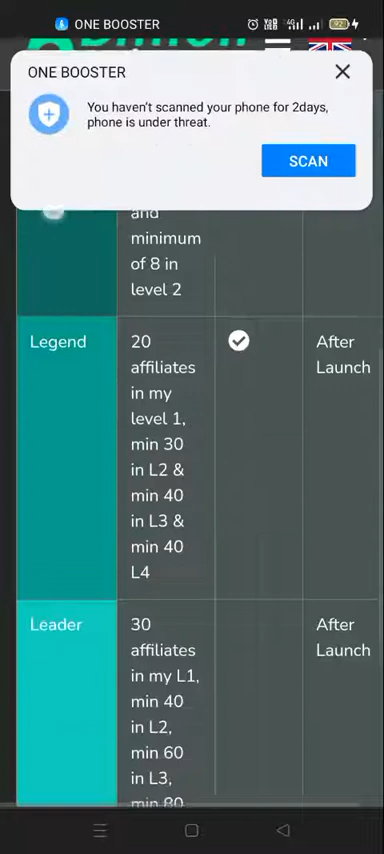 ONE BOOSTER
92
ONE BOOSTER
You haven't scanned your phone for 2days,
phone is under threat.
SCAN
and
minimum
of 8 in
level 2
Legend
20
affiliates
in my
level 1,
min 30
in L2 &
min 40
in L3 &
min 40
L4
After
Launch
Leader
30
affiliates
in my L1,
min 40
in L2,
min 60
in L3,
min 80
After
Launch